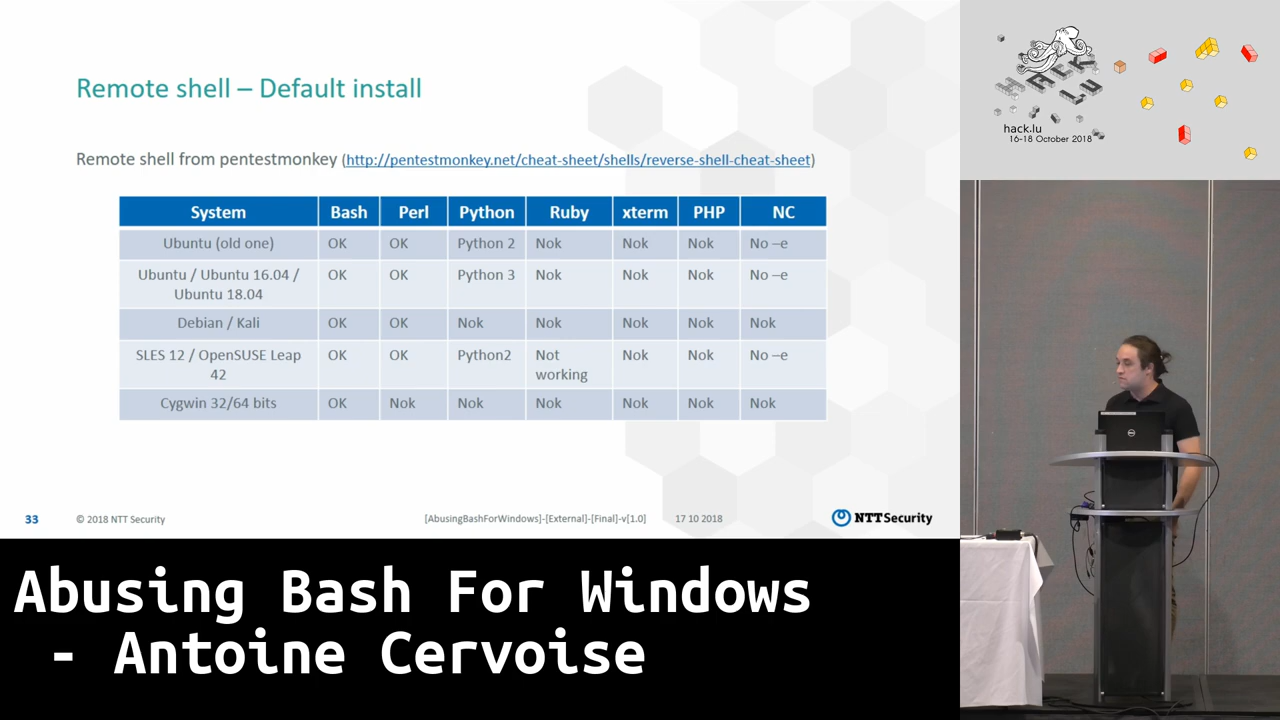 Remote shell – Default install
Remote shell from pentestmonkey (http://pentestmonkey.net/cheat-sheet/shells/reverse-shell-cheat-sheet)
System Bash Perl Python Ruby xterm PHP NC
Ubuntu (old one) OK OK Python 2 Nok Nok Nok No –e
Ubuntu / Ubuntu 16.04 / OK OK Python 3 Nok Nok Nok No –e
Ubuntu 18.04
Debian / Kali OK OK Nok Nok Nok Nok Nok
SLES 12 / OpenSUSE Leap OK OK Python2 Not Nok Nok No –e
42 working
Cygwin 32/64 bits OK Nok Nok Nok Nok Nok Nok
33 © 2018 NTT Security [AbusingBashForWindows]-[External]-[Final]-v[1.0] 17 10 2018 NTT Security
HACK
LU
hack.lu
16-18 October 2018
DELL
Abusing Bash For Windows
- Antoine Cervoise